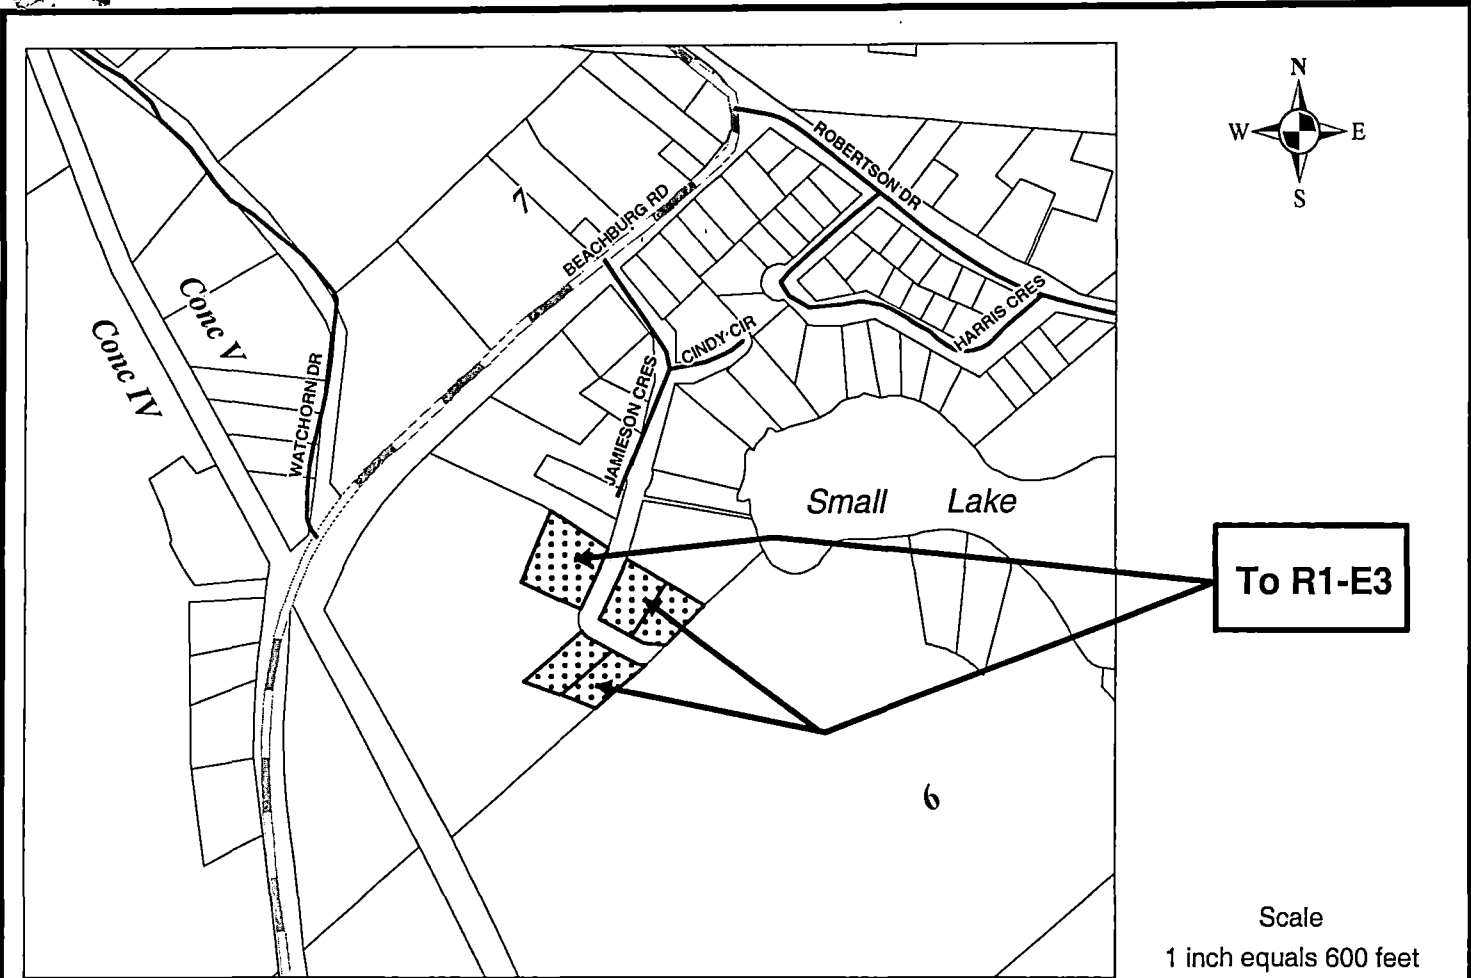 N
W E
S
ROBERTSON DR
BEACHBURG RD
7
Conc V
Conc IV
HARRIS CRES
CINDY CIR
JAMIESON CRES
WATCHORN DR
Small Lake
To R1-E3
6
Scale
1 inch equals 600 feet